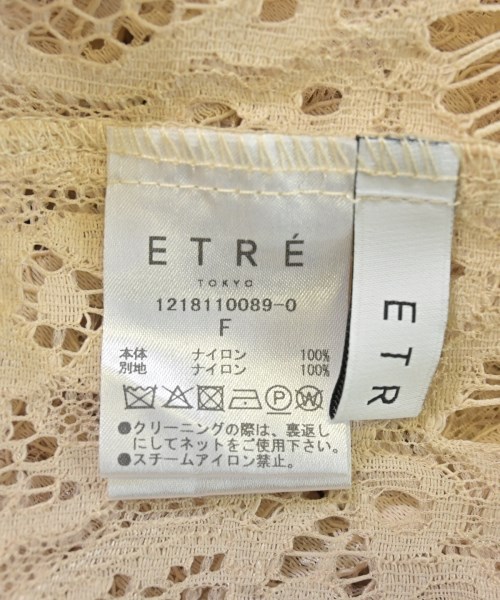 ETRÉ
TOKYO
1218110089-0
F
本体 ナイロン 100%
別地 ナイロン 100%
P W
●クリーニングの際は、裏返し
にしてネットをご使用下さい。
●スチームアイロン禁止。
ETR